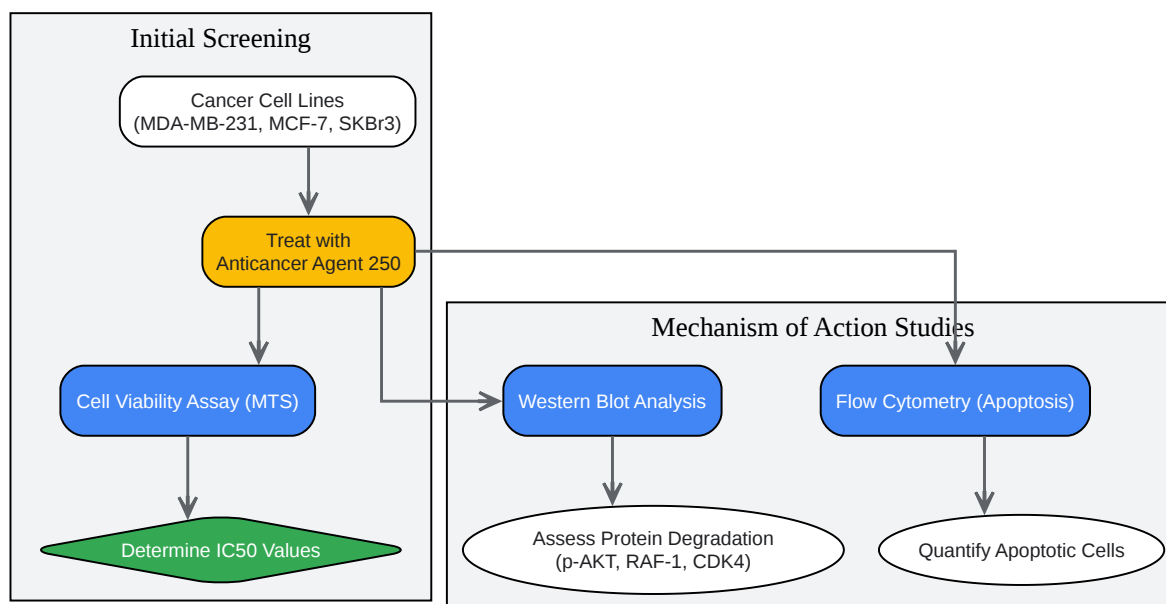 Initial Screening
Cancer Cell Lines
(MDA-MB-231, MCF-7, SKBr3)
Treat with
Anticancer Agent 250
Cell Viability Assay (MTS)
Determine IC50 Values
Mechanism of Action Studies
Western Blot Analysis
Flow Cytometry (Apoptosis)
Assess Protein Degradation
(p-AKT, RAF-1, CDK4)
Quantify Apoptotic Cells